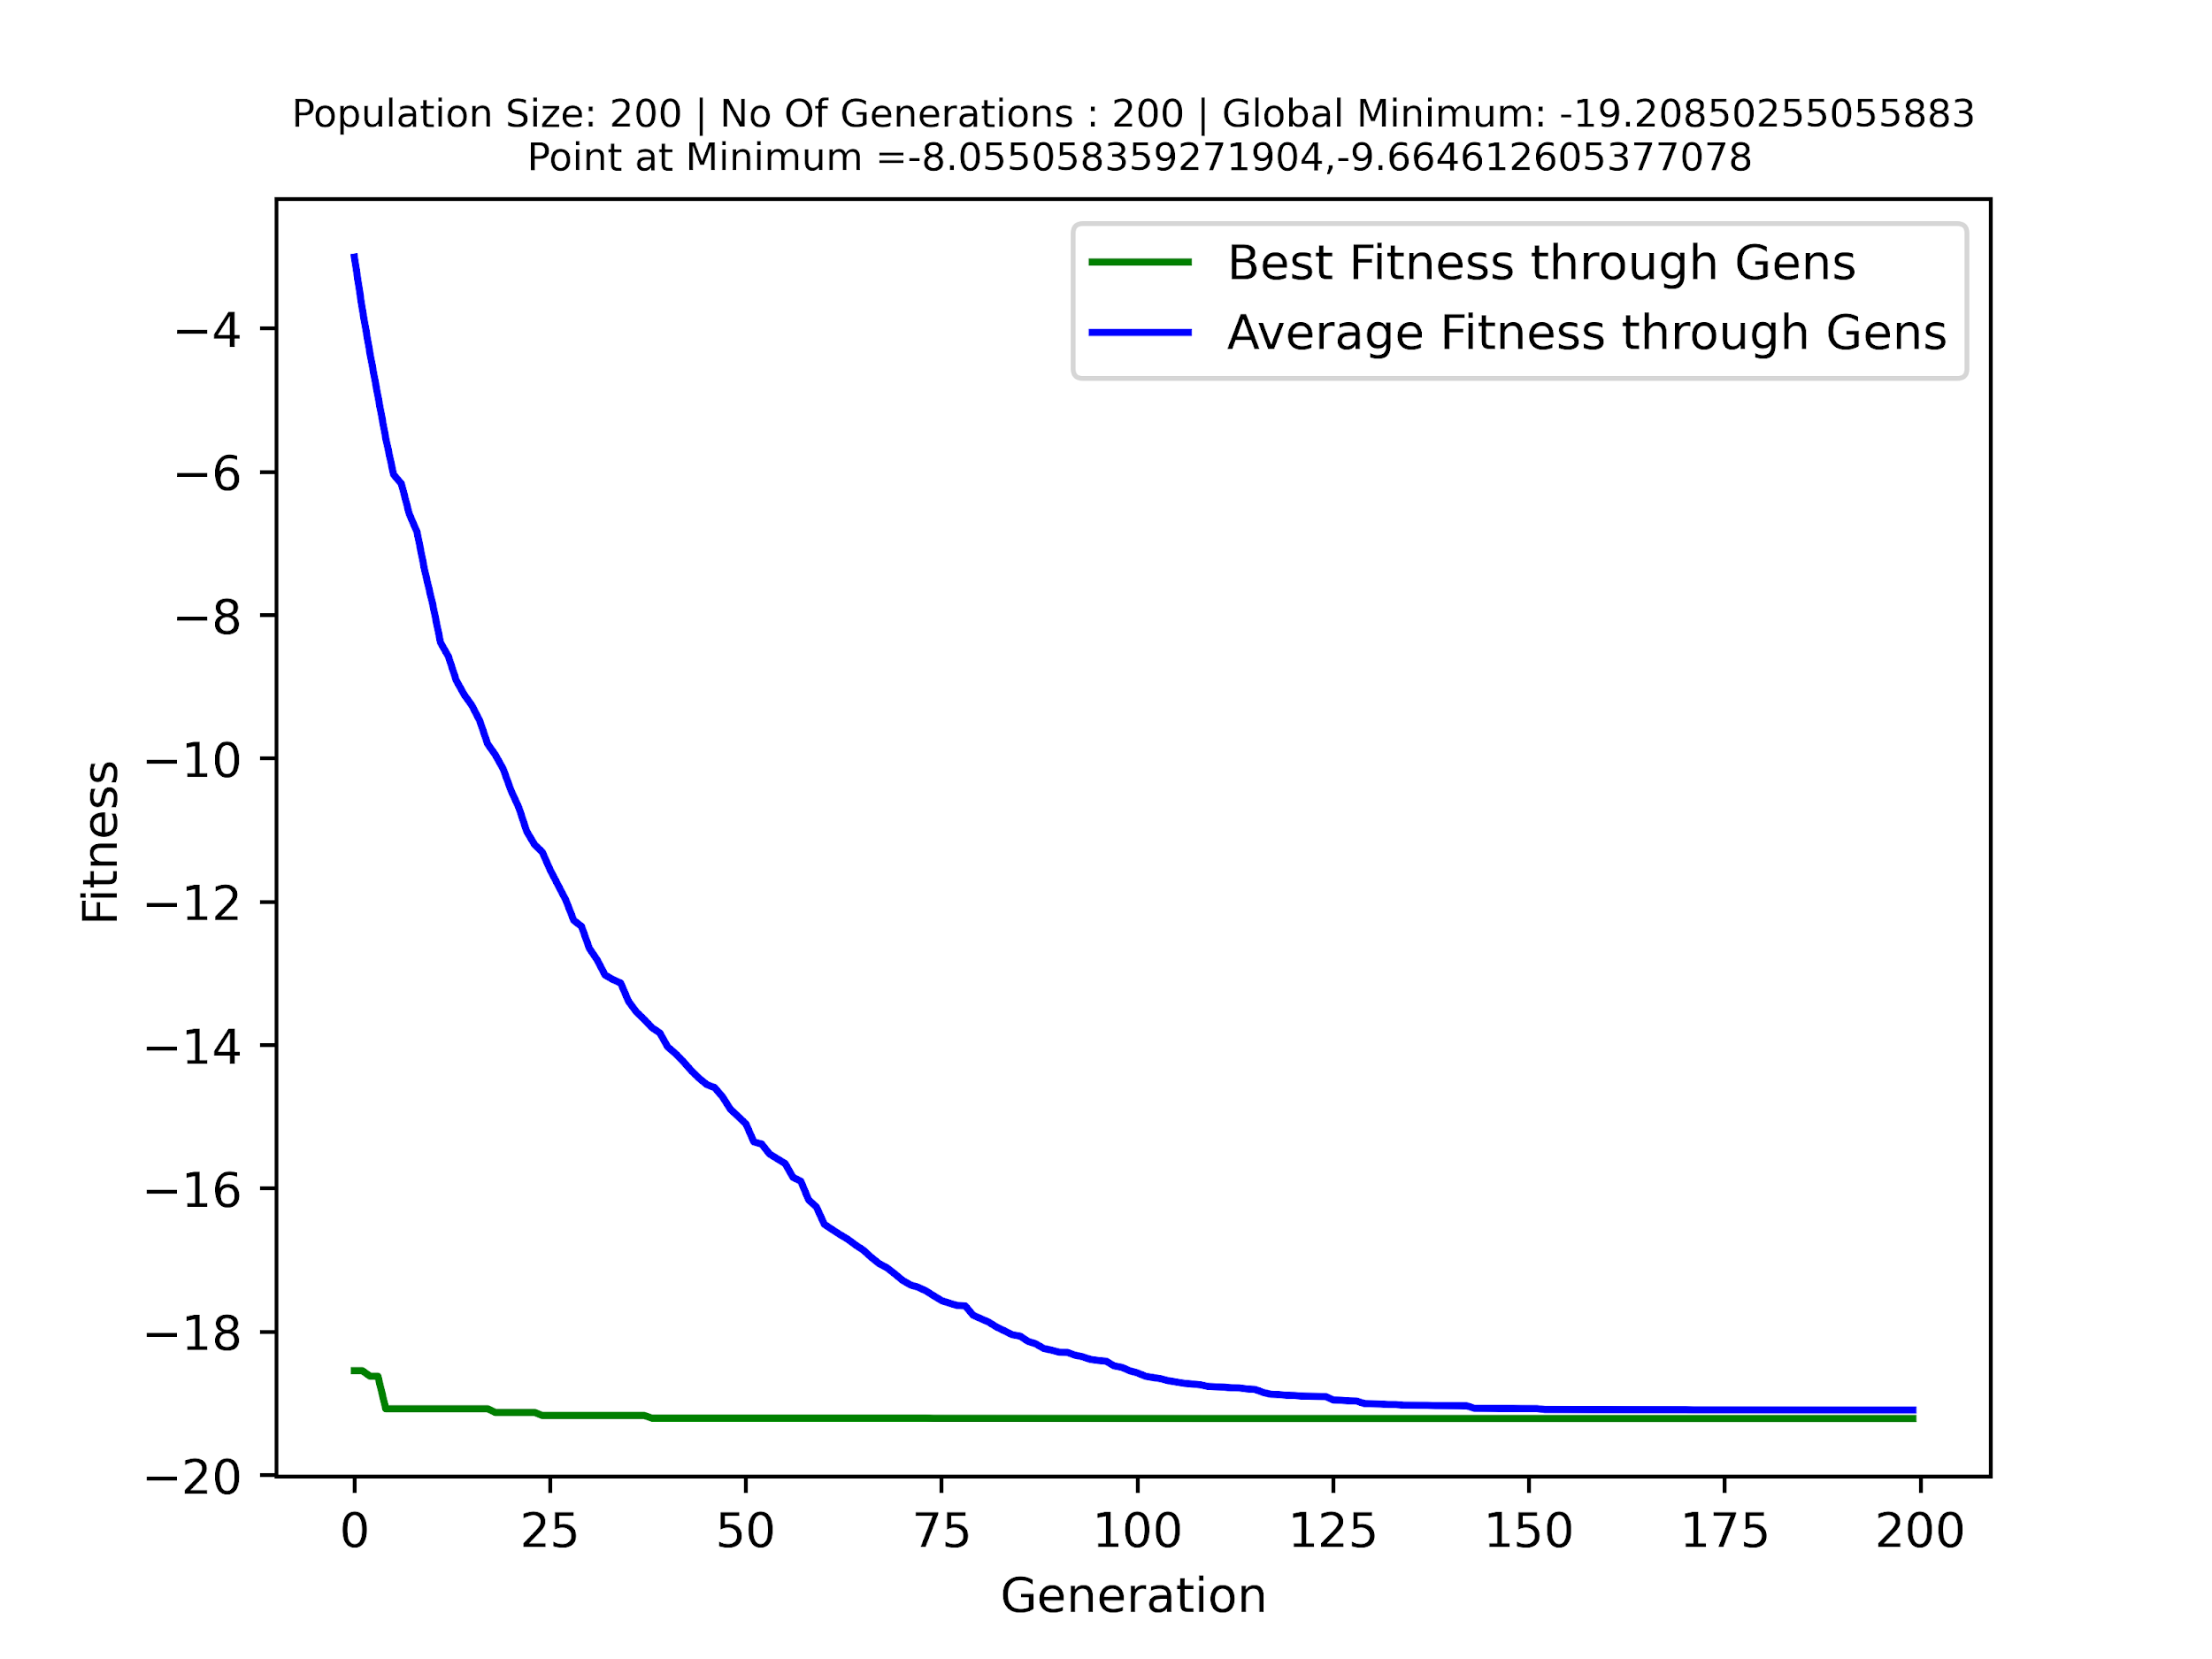 Population Size: 200 | No Of Generations : 200 | Global Minimum: -19.20850255055883
Point at Minimum =-8.055058359271904,-9.664612605377078
Best Fitness through Gens
Average Fitness through Gens
−4
−6
−8
−10
−12
−14
−16
−18
−20
Fitness
0 25 50 75 100 125 150 175 200
Generation